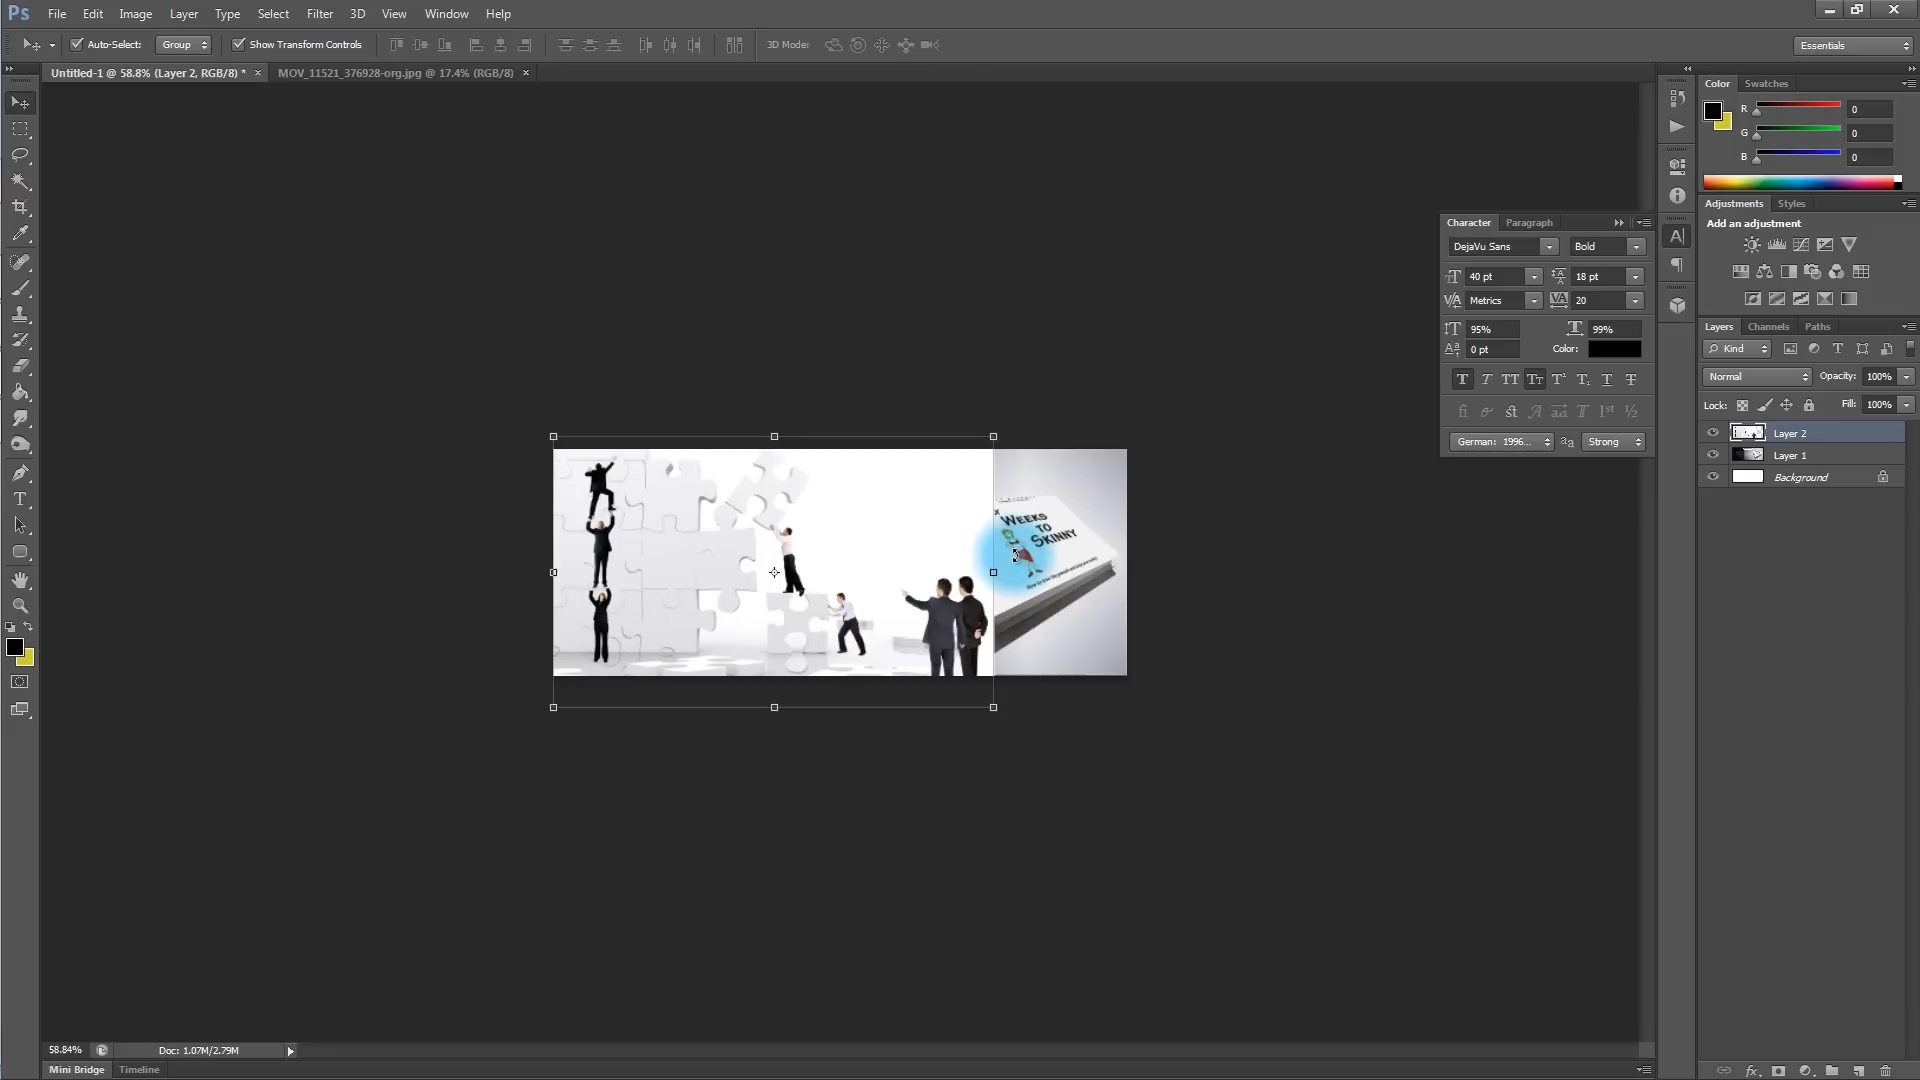 Ps File Edit Image Layer Type Select Filter 3D View Window Help
Auto-Select: Group Show Transform Controls 3D Mode: Essentials
Untitled-1 @ 58.8% (Layer 2, RGB/8) * × MOV_11521_376928-org.jpg @ 17.4% (RGB/8) ×
Color Swatches
R 0
G 0
B 0
Adjustments Styles
Add an adjustment
Character Paragraph
DejaVu Sans Bold
40 pt 18 pt
Metrics 20
95% 99%
0 pt Color:
German: 1996... aa Strong
Layers Channels Paths
Kind
Normal Opacity: 100%
Lock: Fill: 100%
Layer 2
Layer 1
Background
WEEKS
TO
SKINNY
58.84% Doc: 1.07M/2.79M
Mini Bridge Timeline